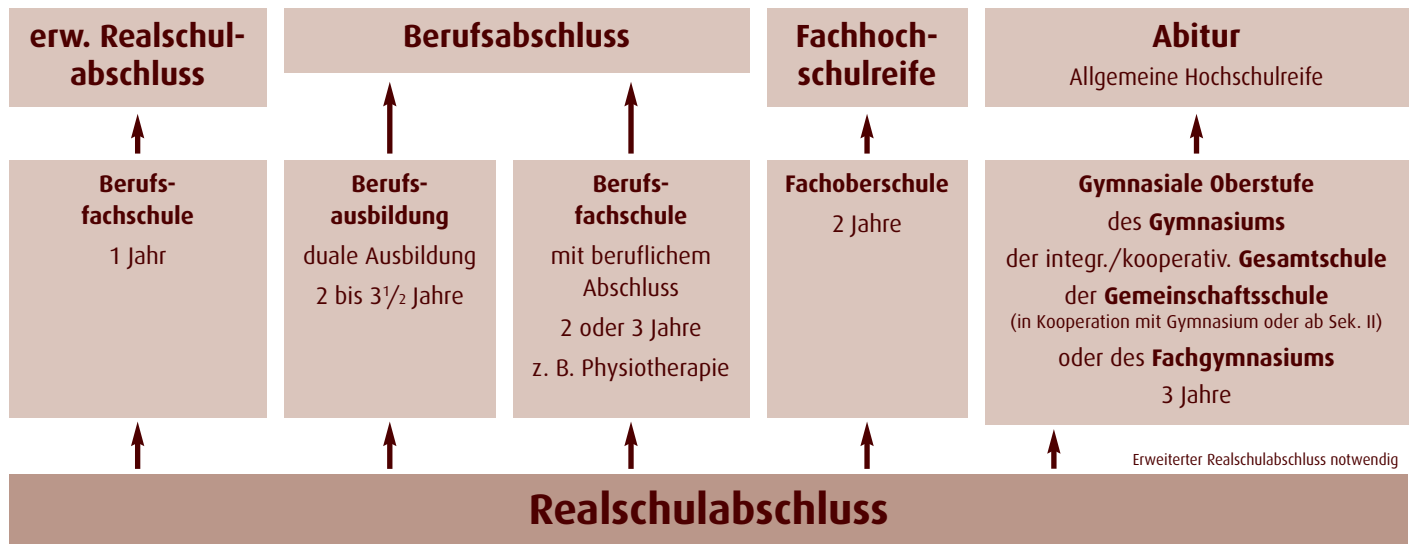 erw. Realschul-
abschluss
Berufsabschluss
Fachhoch-
schulreife
Abitur
Allgemeine Hochschulreife
Berufs-
fachschule
1 Jahr
Berufs-
ausbildung
duale Ausbildung
2 bis 3 1/2 Jahre
Berufs-
fachschule
mit beruflichem
Abschluss
2 oder 3 Jahre
z. B. Physiotherapie
Fachoberschule
2 Jahre
Gymnasiale Oberstufe
des Gymnasiums
der integr./kooperativ. Gesamtschule
der Gemeinschaftsschule
(in Kooperation mit Gymnasium oder ab Sek. II)
oder des Fachgymnasiums
3 Jahre
Erweiterter Realschulabschluss notwendig
Realschulabschluss